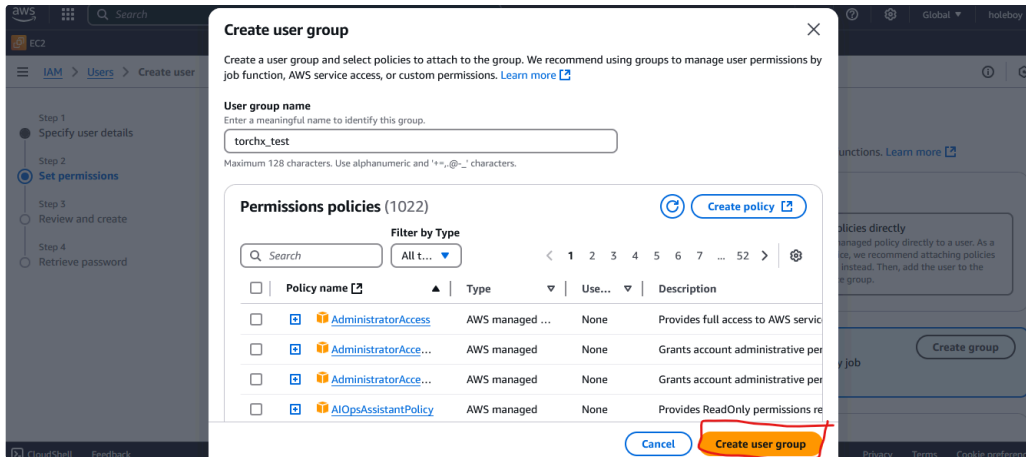 aws
Search
Global
holeboy
EC2
IAM > Users > Create user
Step 1
Specify user details
Step 2
Set permissions
Step 3
Review and create
Step 4
Retrieve password
Create user group
Create a user group and select policies to attach to the group. We recommend using groups to manage user permissions by
job function, AWS service access, or custom permissions. Learn more
User group name
Enter a meaningful name to identify this group.
torchx_test
Maximum 128 characters. Use alphanumeric and '+=,.@-_' characters.
Permissions policies (1022)
Create policy
Filter by Type
Search
All t...
< 1 2 3 4 5 6 7 ... 52 >
Policy name Type Use... Description
AdministratorAccess AWS managed ... None Provides full access to AWS servic
AdministratorAcce... AWS managed None Grants account administrative per
AdministratorAcce... AWS managed None Grants account administrative per
AIOpsAssistantPolicy AWS managed None Provides ReadOnly permissions re
Cancel
Create user group
unctions. Learn more
olicies directly
managed policy directly to a user. As a
ce, we recommend attaching policies
instead. Then, add the user to the
e group.
Create group
y job
CloudShell Feedback
Privacy Terms Cookie preferenc